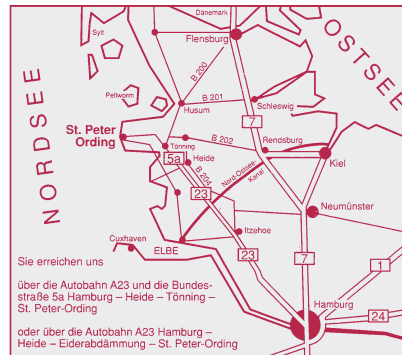 Dänemark
Sylt
Flensburg
OSTSEE
NORDSEE
B 200
Pellworm
B 201
Schleswig
Husum
7
St. Peter
Ording
B 202
Rendsburg
Tönning
5a
Heide
Kiel
B 204
Nord-Ostsee-
Kanal
23
Neumünster
Itzehoe
Cuxhaven
ELBE
23
7
1
Sie erreichen uns
über die Autobahn A23 und die Bundes-
straße 5a Hamburg – Heide – Tönning –
St. Peter-Ording
Hamburg
24
oder über die Autobahn A23 Hamburg –
Heide – Eiderabdämmung – St. Peter-Ording